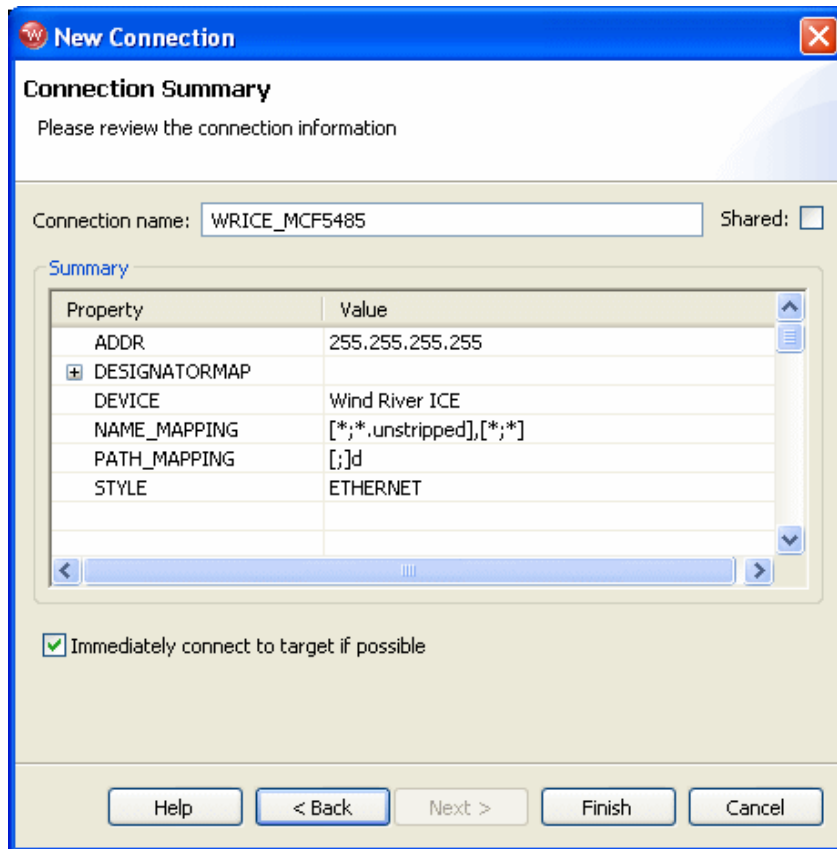 New Connection
Connection Summary
Please review the connection information
Connection name: WRICE_MCF5485 Shared:
Summary
Property Value
ADDR 255.255.255.255
DESIGNATORMAP
DEVICE Wind River ICE
NAME_MAPPING [*;*.unstripped],[*;*]
PATH_MAPPING [;]d
STYLE ETHERNET
Immediately connect to target if possible
Help < Back Next > Finish Cancel